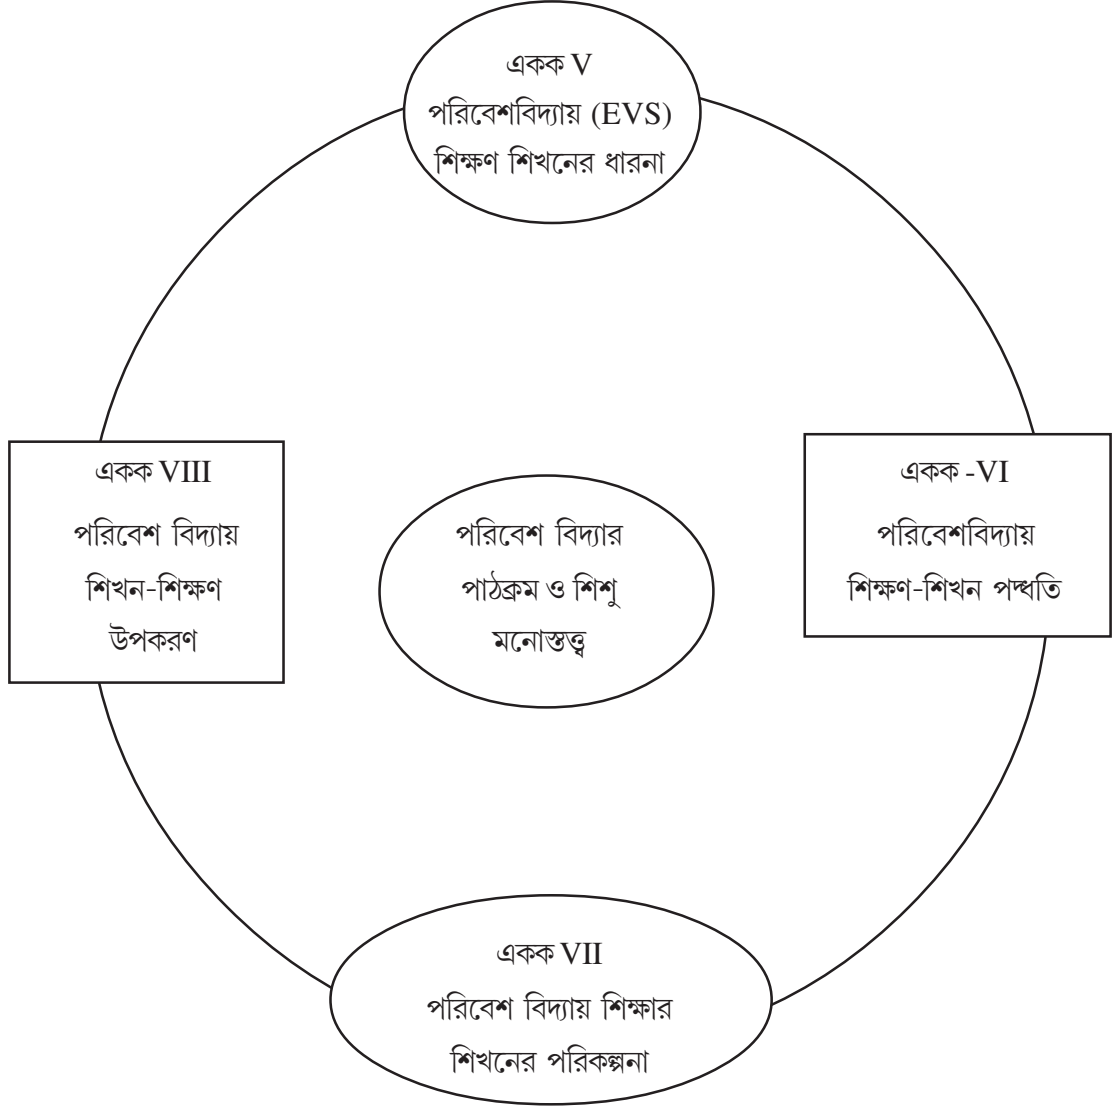 একক V
পরিবেশবিদ্যায় (EVS)
শিক্ষণ শিখনের ধারনা
একক VIII
পরিবেশ বিদ্যায়
শিখন-শিক্ষণ
উপকরণ
পরিবেশ বিদ্যার
পাঠক্রম ও শিশু
মনোস্তত্ত্ব
একক -VI
পরিবেশবিদ্যায়
শিক্ষণ-শিখন পদ্ধতি
একক VII
পরিবেশ বিদ্যায় শিক্ষার
শিখনের পরিকল্পনা